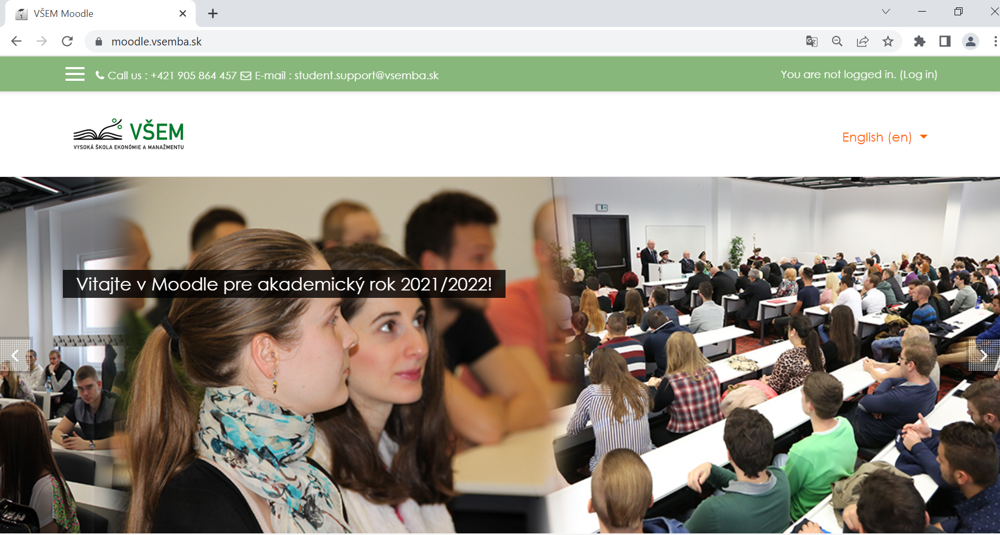 VŠEM Moodle
moodle.vsemba.sk
Call us : +421 905 864 457 E-mail : student.support@vsemba.sk
You are not logged in. (Log in)
VŠEM
VYSOKÁ ŠKOLA EKONÓMIE A MANAŽMENTU
English (en)
Vitajte v Moodle pre akademický rok 2021/2022!